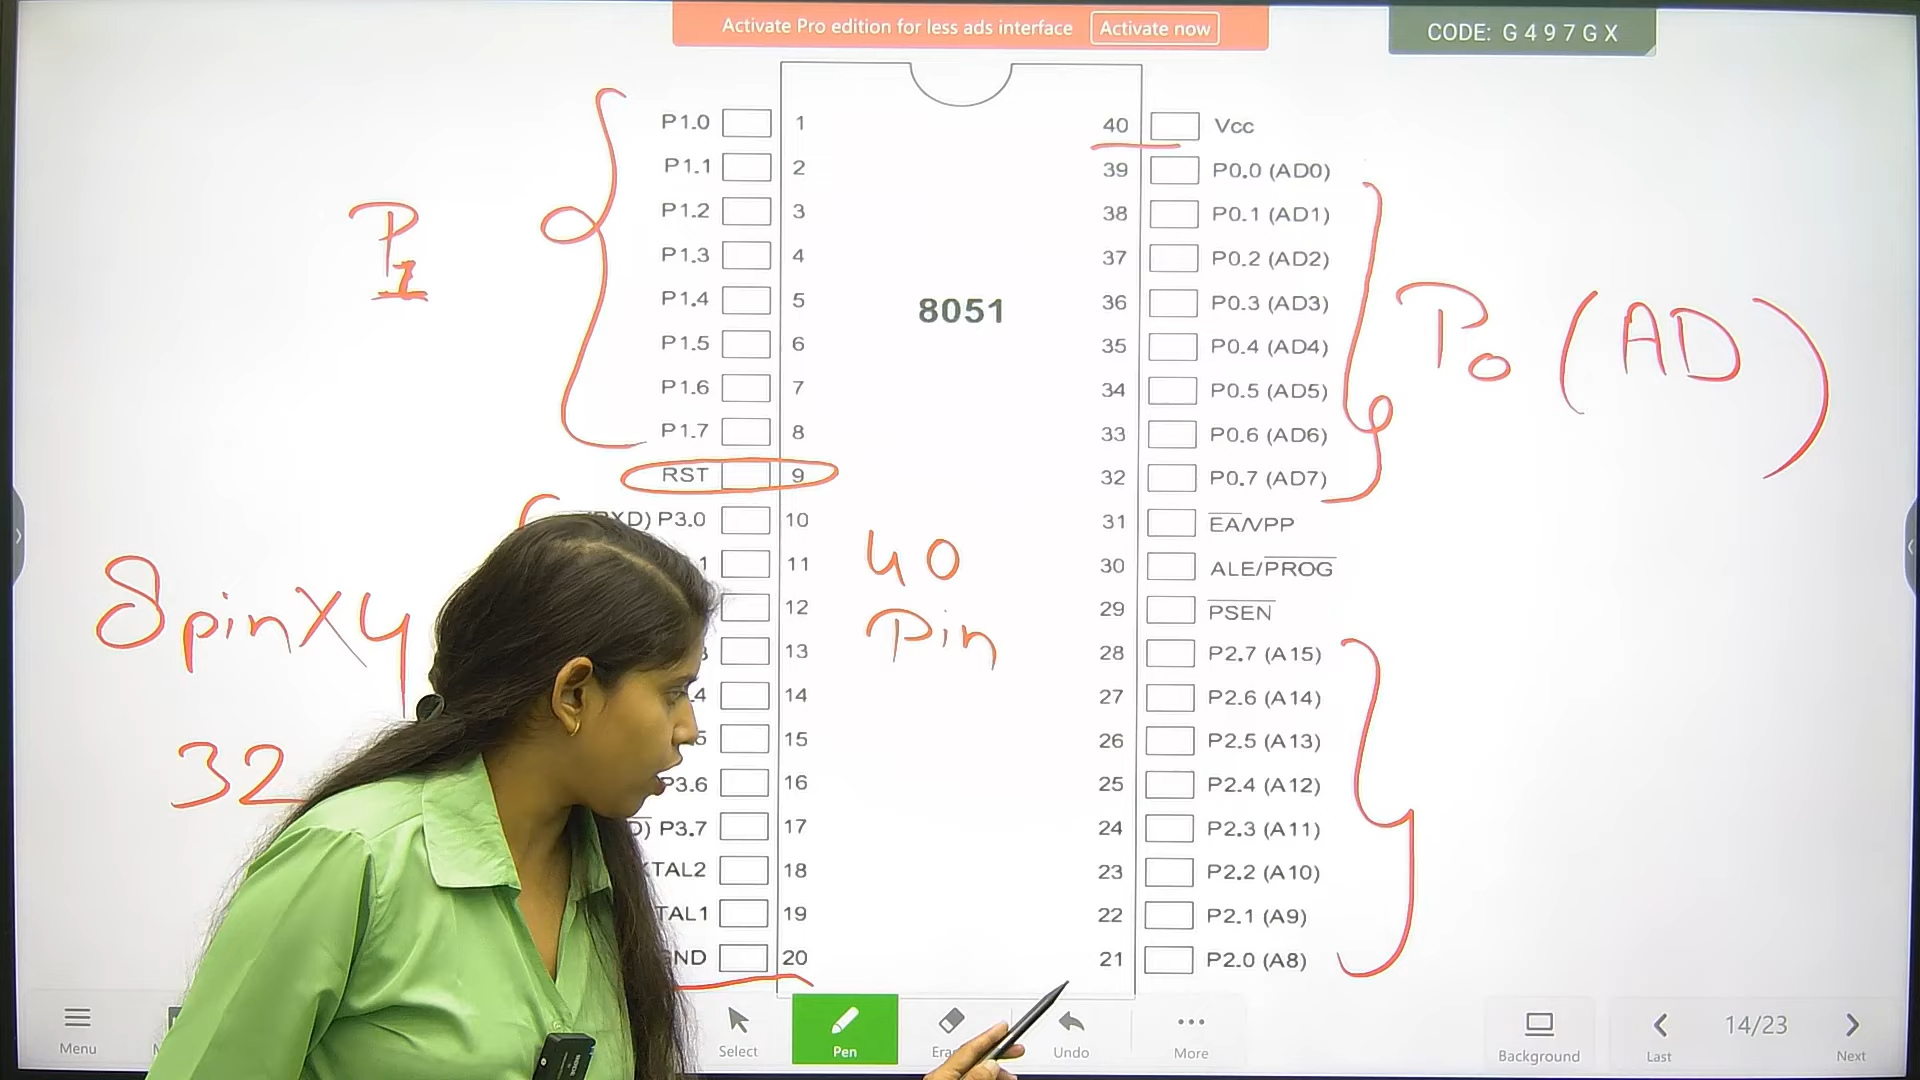 Activate Pro edition for less ads interface Activate now
CODE: G 4 9 7 G X
P1.0 1
P1.1 2
P1.2 3
P1.3 4
P1.4 5
P1.5 6
P1.6 7
P1.7 8
RST 9
P3.0 10
11
12
13
14
15
P3.6 16
P3.7 17
TAL2 18
TAL1 19
GND 20
8051
40 Vcc
39 P0.0 (AD0)
38 P0.1 (AD1)
37 P0.2 (AD2)
36 P0.3 (AD3)
35 P0.4 (AD4)
34 P0.5 (AD5)
33 P0.6 (AD6)
32 P0.7 (AD7)
31 EA/VPP
30 ALE/PROG
29 PSEN
28 P2.7 (A15)
27 P2.6 (A14)
26 P2.5 (A13)
25 P2.4 (A12)
24 P2.3 (A11)
23 P2.2 (A10)
22 P2.1 (A9)
21 P2.0 (A8)
P1
P0 (AD)
8pinX4
32
40
Pin
Menu
Select
Pen
Undo
More
Background
Last
14/23
Next